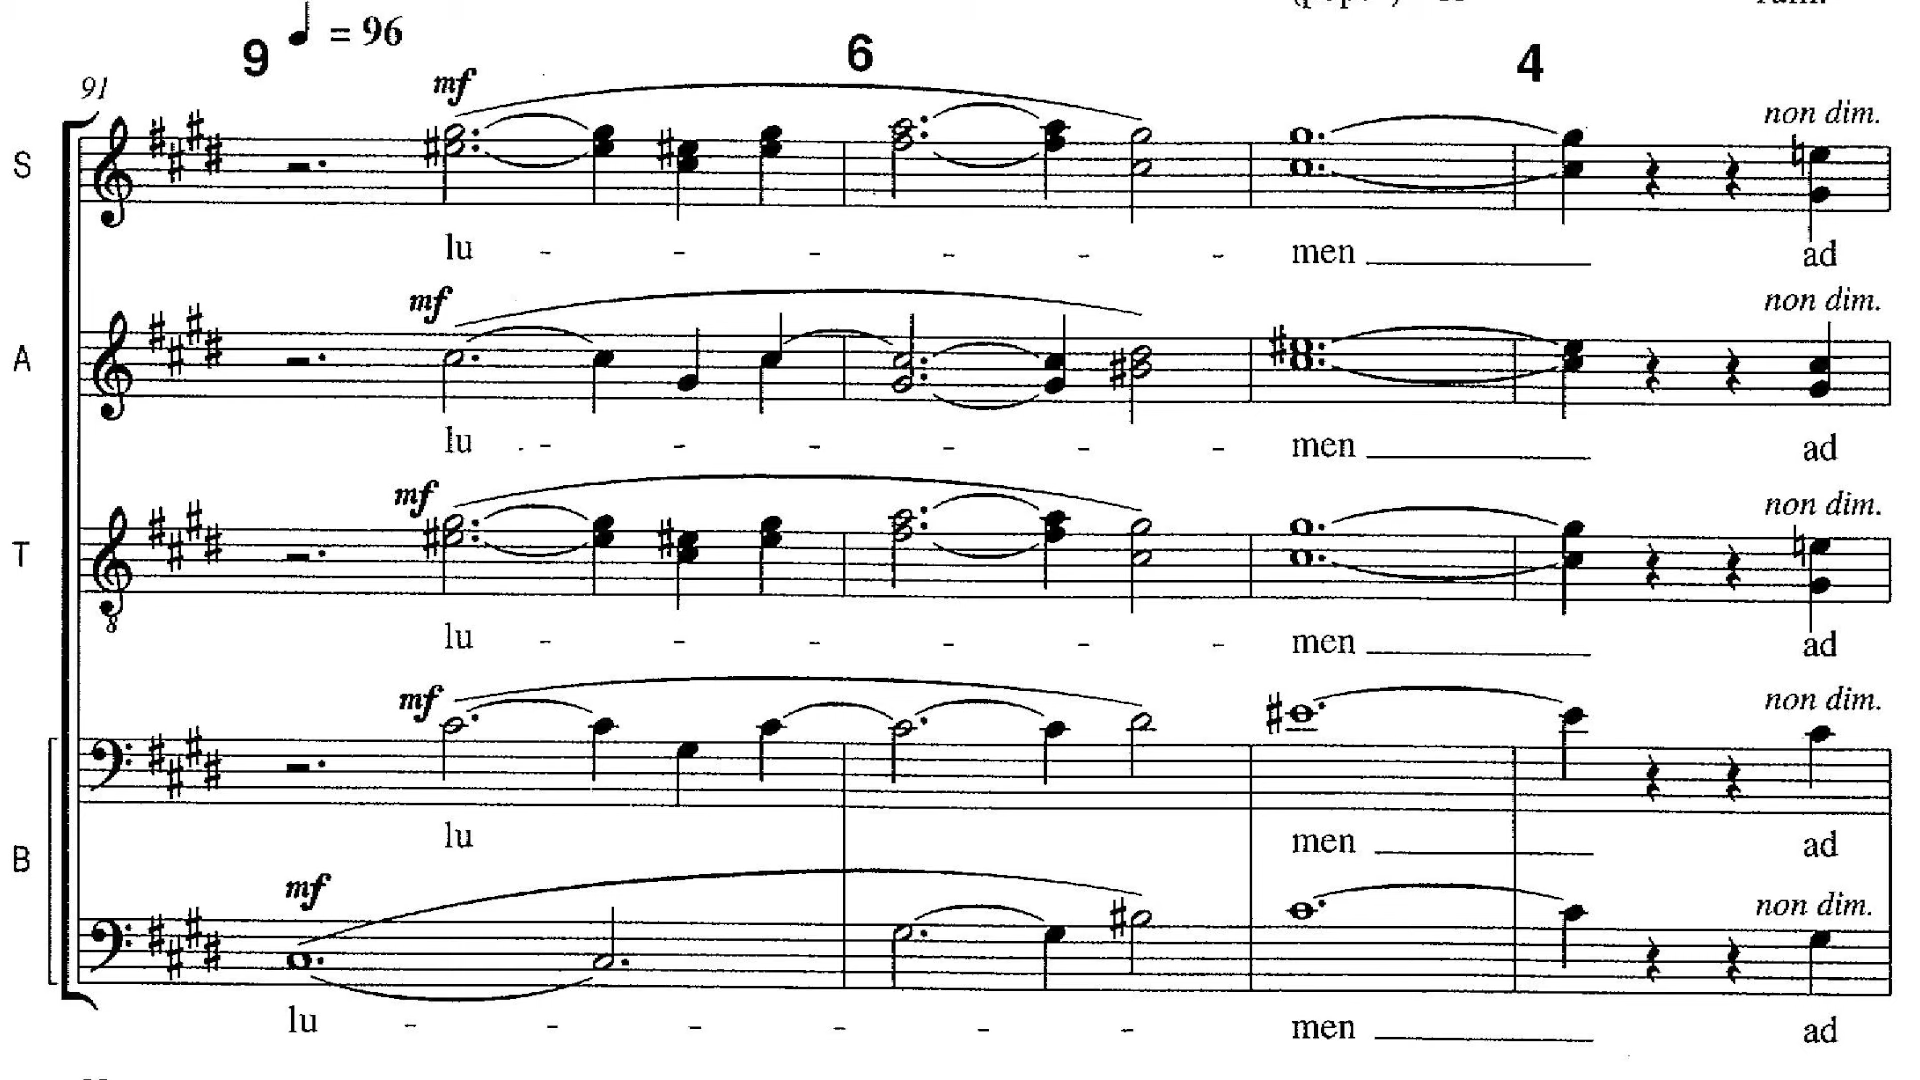 9 ♩ = 96 6 4
91
mf non dim.
S
lu - - - - - - men ad
mf non dim.
A
lu - - - - - - men ad
mf non dim.
T
8
lu - - - - - - men ad
mf non dim.
lu men ad
B
mf non dim.
lu - - - - - - men ad